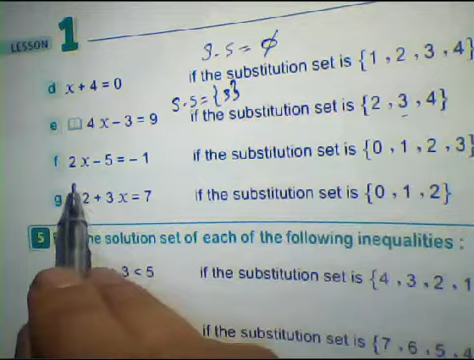 LESSON 1
S.S = ϕ
d x + 4 = 0 if the substitution set is {1 , 2 , 3 , 4}
S.S = {3}
e 4 x − 3 = 9 if the substitution set is {2 , 3 , 4}
f 2 x − 5 = − 1 if the substitution set is {0 , 1 , 2 , 3}
g 2 + 3 x = 7 if the substitution set is {0 , 1 , 2}
5 he solution set of each of the following inequalities :
3 < 5 if the substitution set is {4 , 3 , 2 , 1
if the substitution set is {7 , 6 , 5 , 4